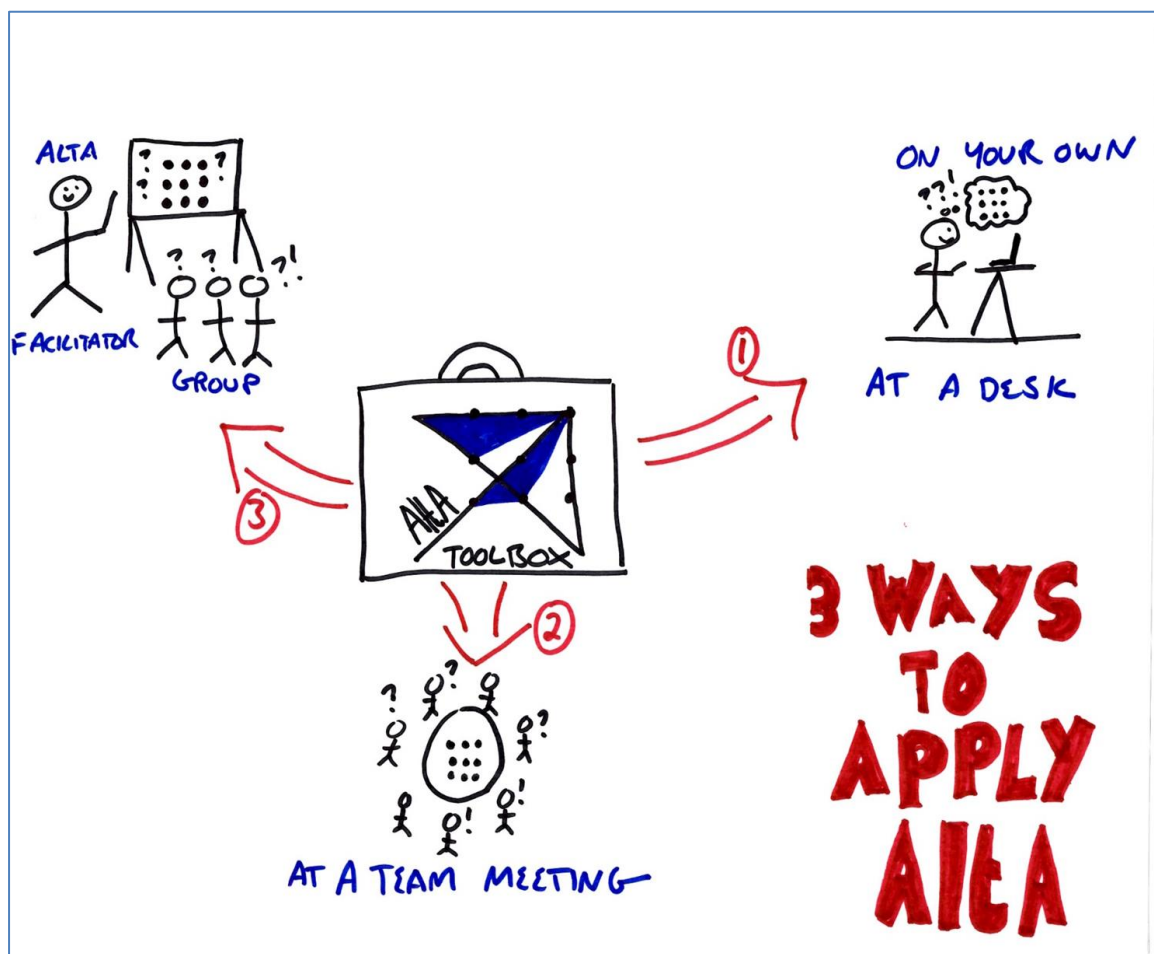 ALTA
? ? ? ?
FACILITATOR
? ? ?!
GROUP
ON YOUR OWN
??!
AT A DESK
1
3
AltA
TOOLBOX
2
? ? ? ! !
AT A TEAM MEETING
3 WAYS
TO
APPLY
AltA